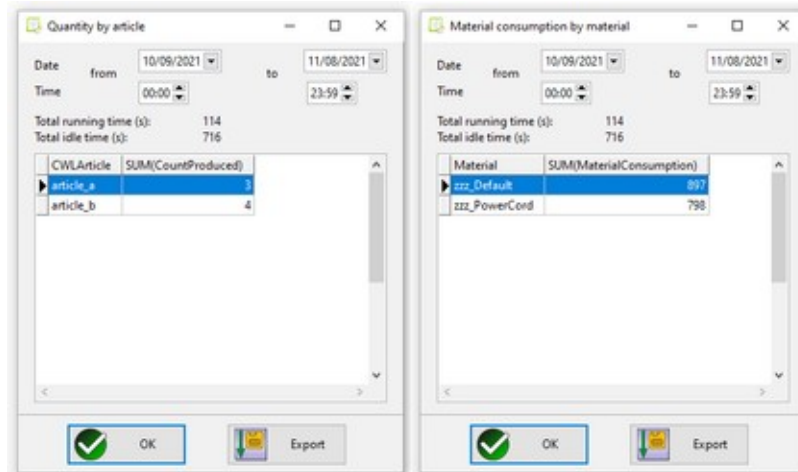 Quantity by article
Date from 10/09/2021 to 11/08/2021
Time 00:00 23:59
Total running time (s): 114
Total idle time (s): 716
CWLArticle SUM(CountProduced)
article_a 3
article_b 4
OK Export
Material consumption by material
Date from 10/09/2021 to 11/08/2021
Time 00:00 23:59
Total running time (s): 114
Total idle time (s): 716
Material SUM(MaterialConsumption)
zzz_Default 897
zzz_PowerCord 798
OK Export